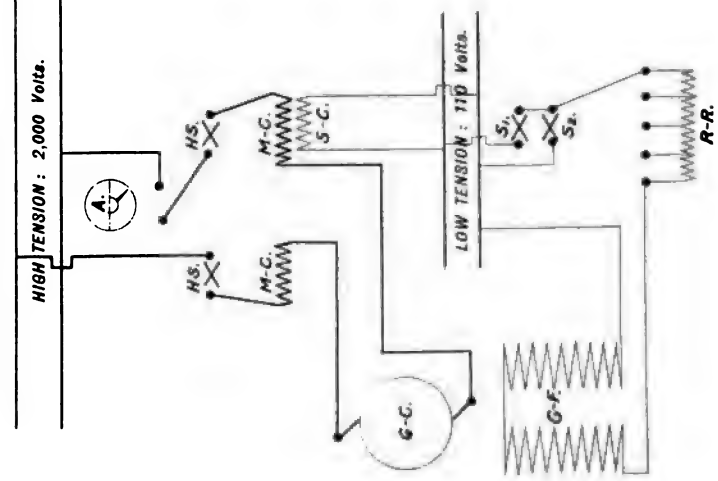 HIGH TENSION: 2,000 Volts.
A.
HS.
HS.
M-C.
M-C.
S-C.
LOW TENSION: 110 Volts.
S1.
S2.
G-C.
G-F.
R-R.